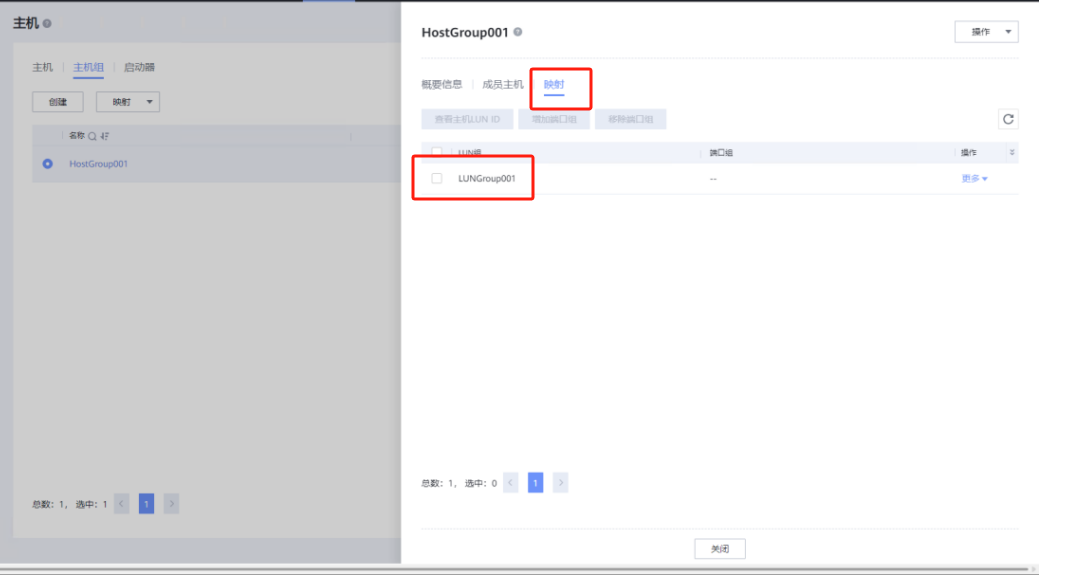 主机
主机 主机组 启动器
创建 映射
名称
HostGroup001
总数: 1, 选中: 1 < 1 >
HostGroup001
操作
概要信息 成员主机 映射
查看主机LUN ID 增加端口组 移除端口组
LUN组 端口组 操作
LUNGroup001 -- 更多
总数: 1, 选中: 0 < 1 >
关闭